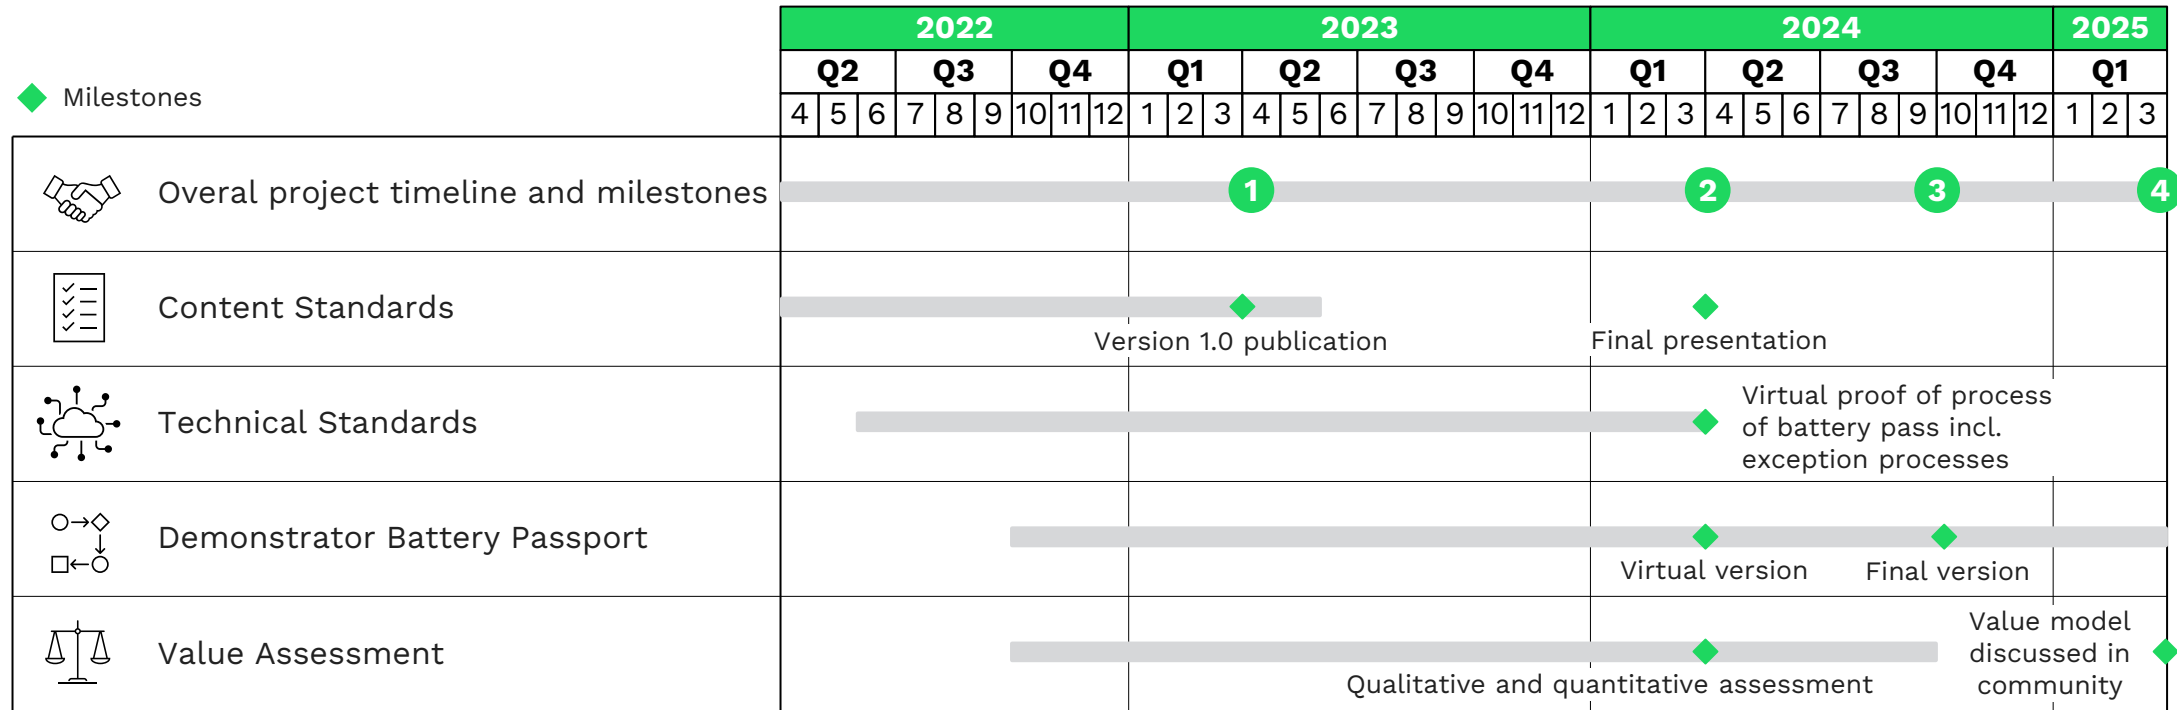 2022 2023 2024 2025
Q2 Q3 Q4 Q1 Q2 Q3 Q4 Q1 Q2 Q3 Q4 Q1
Milestones
4 5 6 7 8 9 10 11 12 1 2 3 4 5 6 7 8 9 10 11 12 1 2 3 4 5 6 7 8 9 10 11 12 1 2 3
Overal project timeline and milestones
1 2 3 4
Content Standards
Version 1.0 publication
Final presentation
Technical Standards
Virtual proof of process
of battery pass incl.
exception processes
Demonstrator Battery Passport
Virtual version
Final version
Value Assessment
Qualitative and quantitative assessment
Value model
discussed in
community